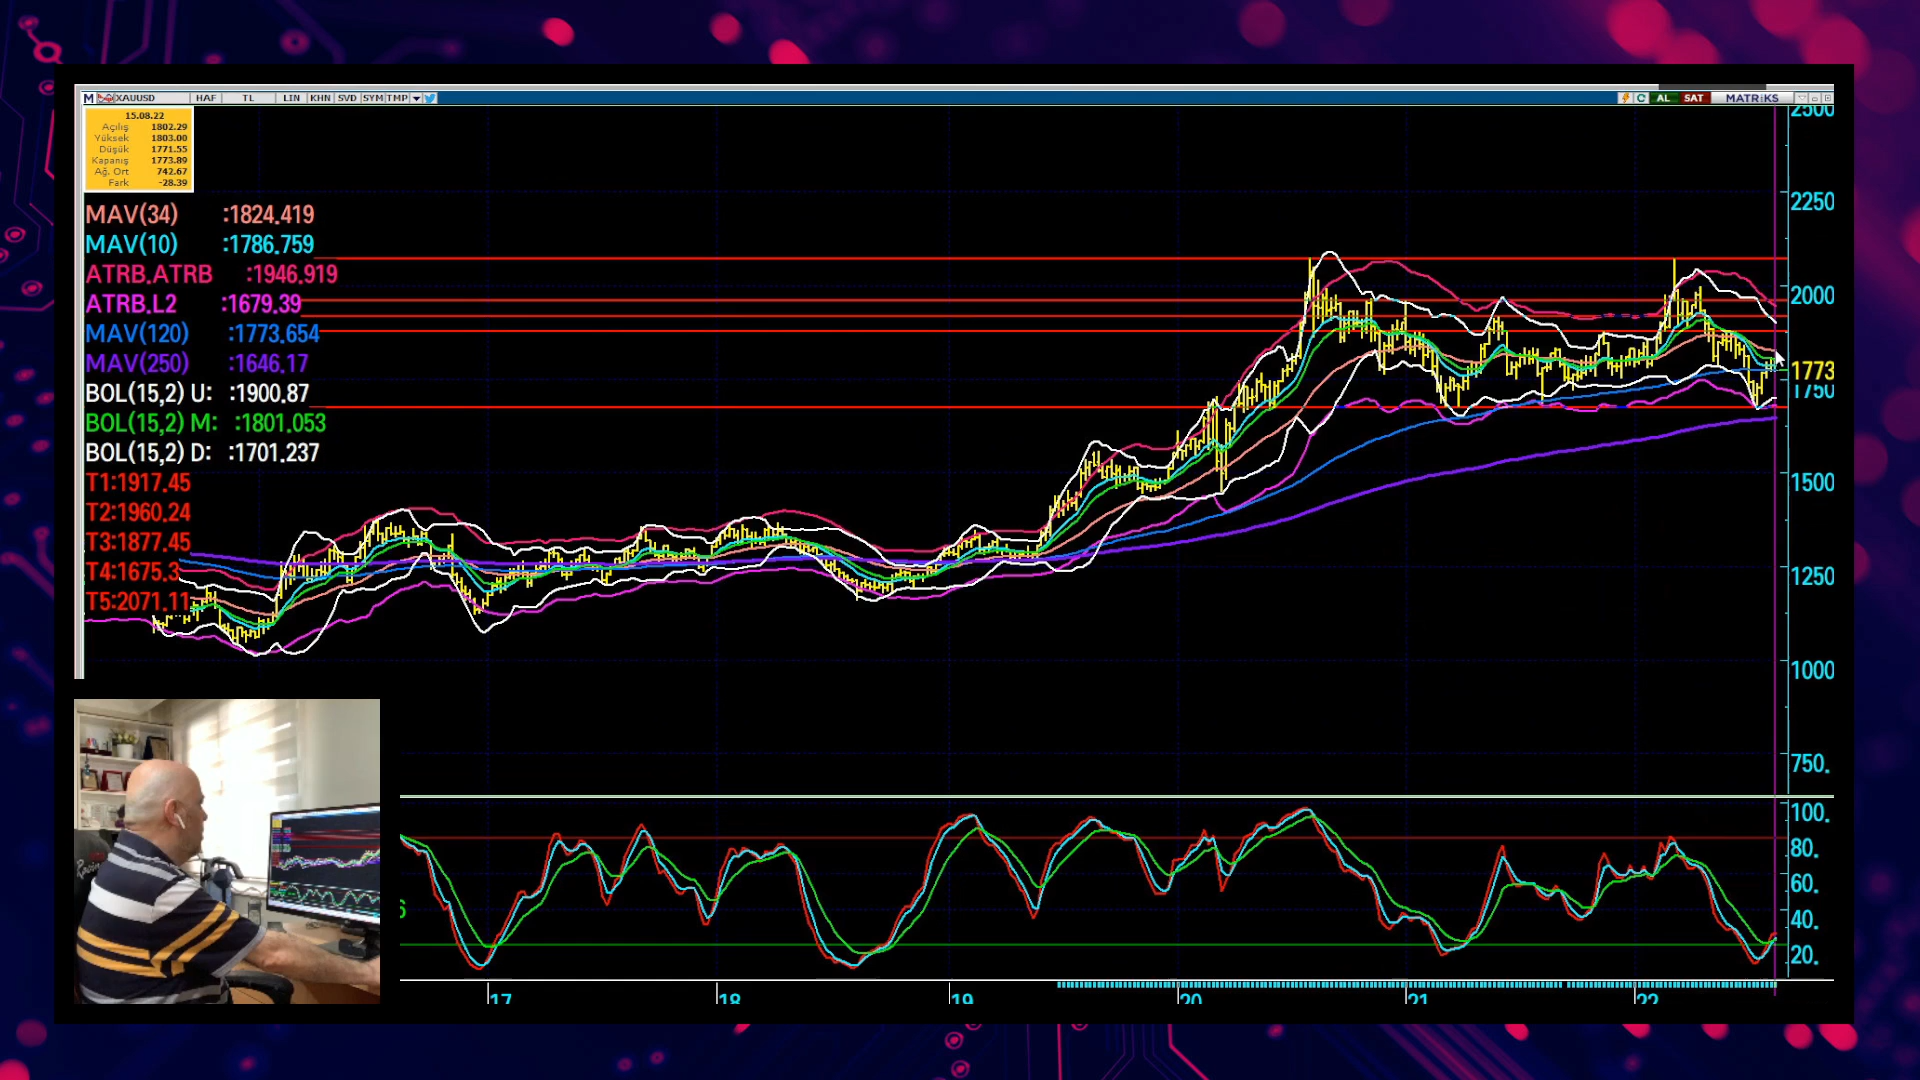 M XAUUSD HAF TL LIN KHN SVD SYM TMP C AL SAT MATRIKS
15.08.22
Açılış 1802.29
Yüksek 1803.00
Düşük 1771.55
Kapanış 1773.89
Ağ. Ort 742.67
Fark -28.39
MAV(34) :1824.419
MAV(10) :1786.759
ATRB.ATRB :1946.919
ATRB.L2 :1679.39
MAV(120) :1773.654
MAV(250) :1646.17
BOL(15,2) U: :1900.87
BOL(15,2) M: :1801.053
BOL(15,2) D: :1701.237
T1:1917.45
T2:1960.24
T3:1877.45
T4:1675.3
T5:2071.11
2500
2250
2000
1773
1750
1500
1250
1000
750.
100.
80.
60.
40.
20.
17 18 19 20 21 22